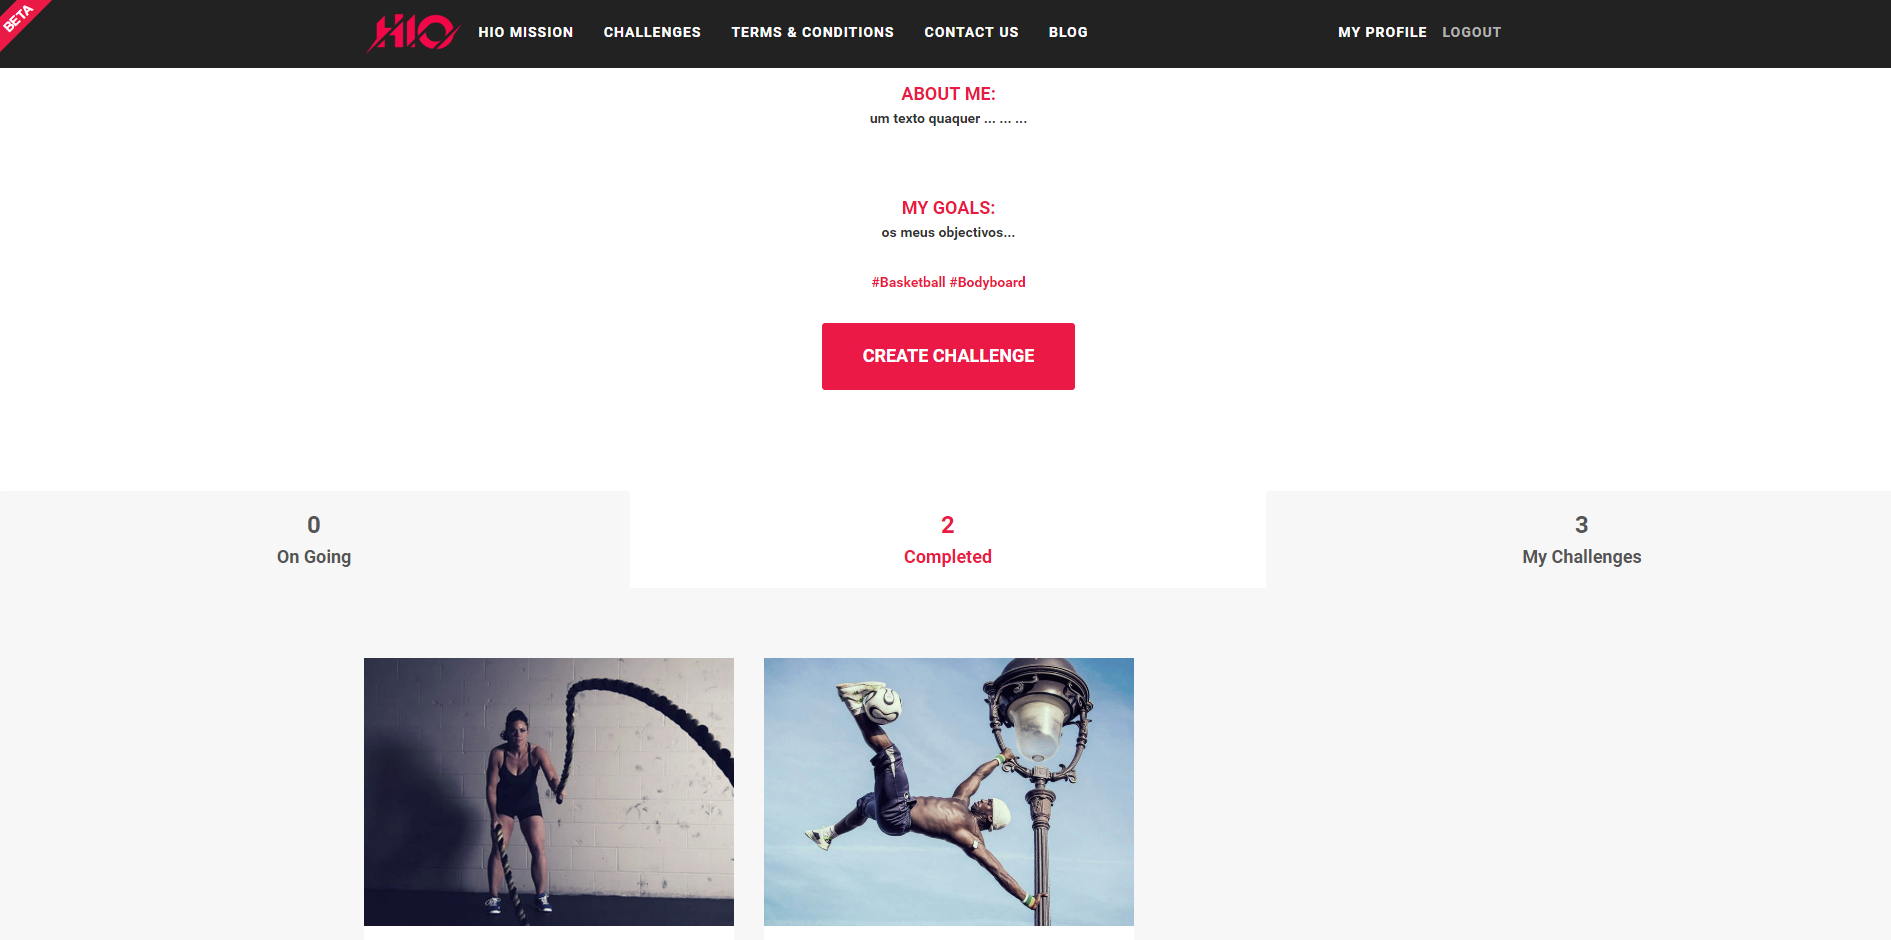 BETA
HIO
HIO MISSION CHALLENGES TERMS & CONDITIONS CONTACT US BLOG MY PROFILE LOGOUT
ABOUT ME:
um texto quaquer ... ... ...
MY GOALS:
os meus objectivos...
#Basketball #Bodyboard
CREATE CHALLENGE
0
On Going
2
Completed
3
My Challenges